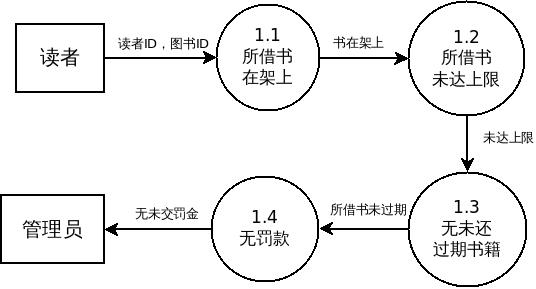 读者
读者ID，图书ID
1.1
所借书
在架上
书在架上
1.2
所借书
未达上限
未达上限
1.3
无未还
过期书籍
所借书未过期
1.4
无罚款
无未交罚金
管理员